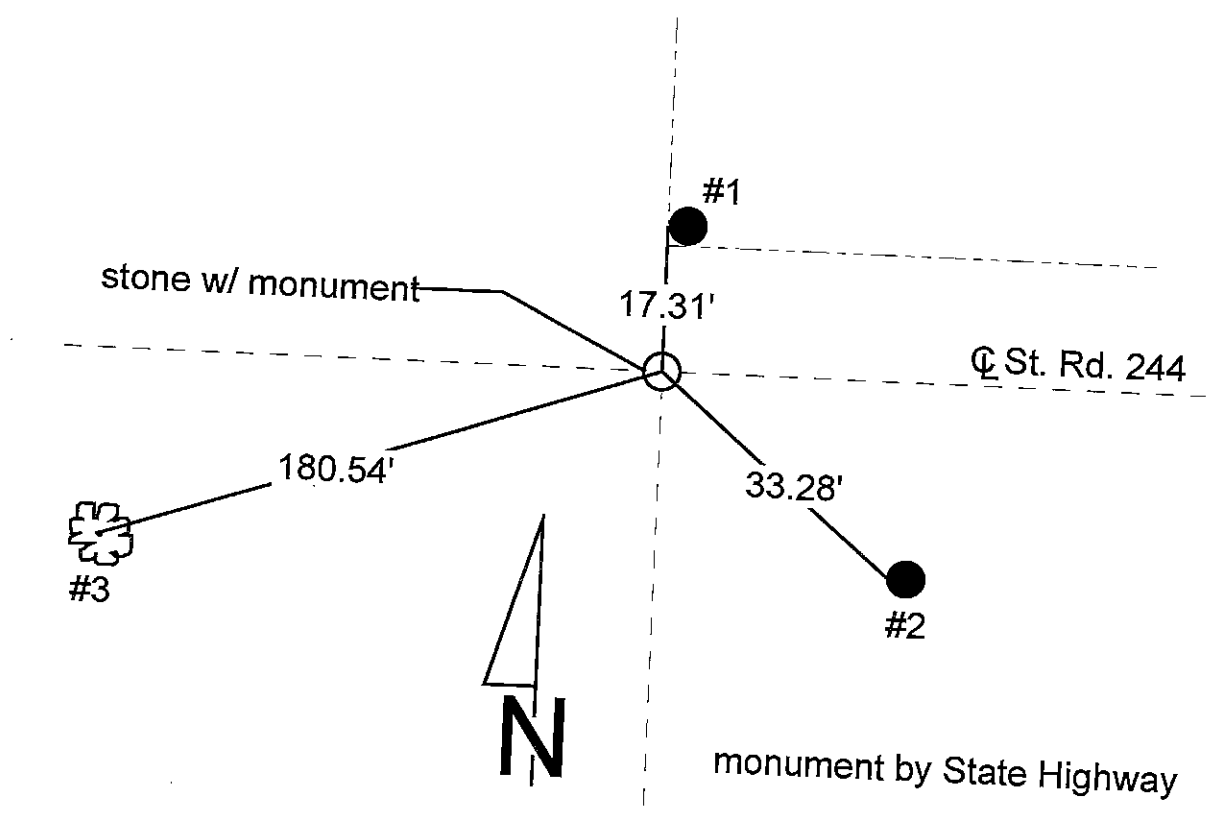 #1
stone w/ monument
17.31'
℄ St. Rd. 244
180.54'
33.28'
#3
#2
N
monument by State Highway